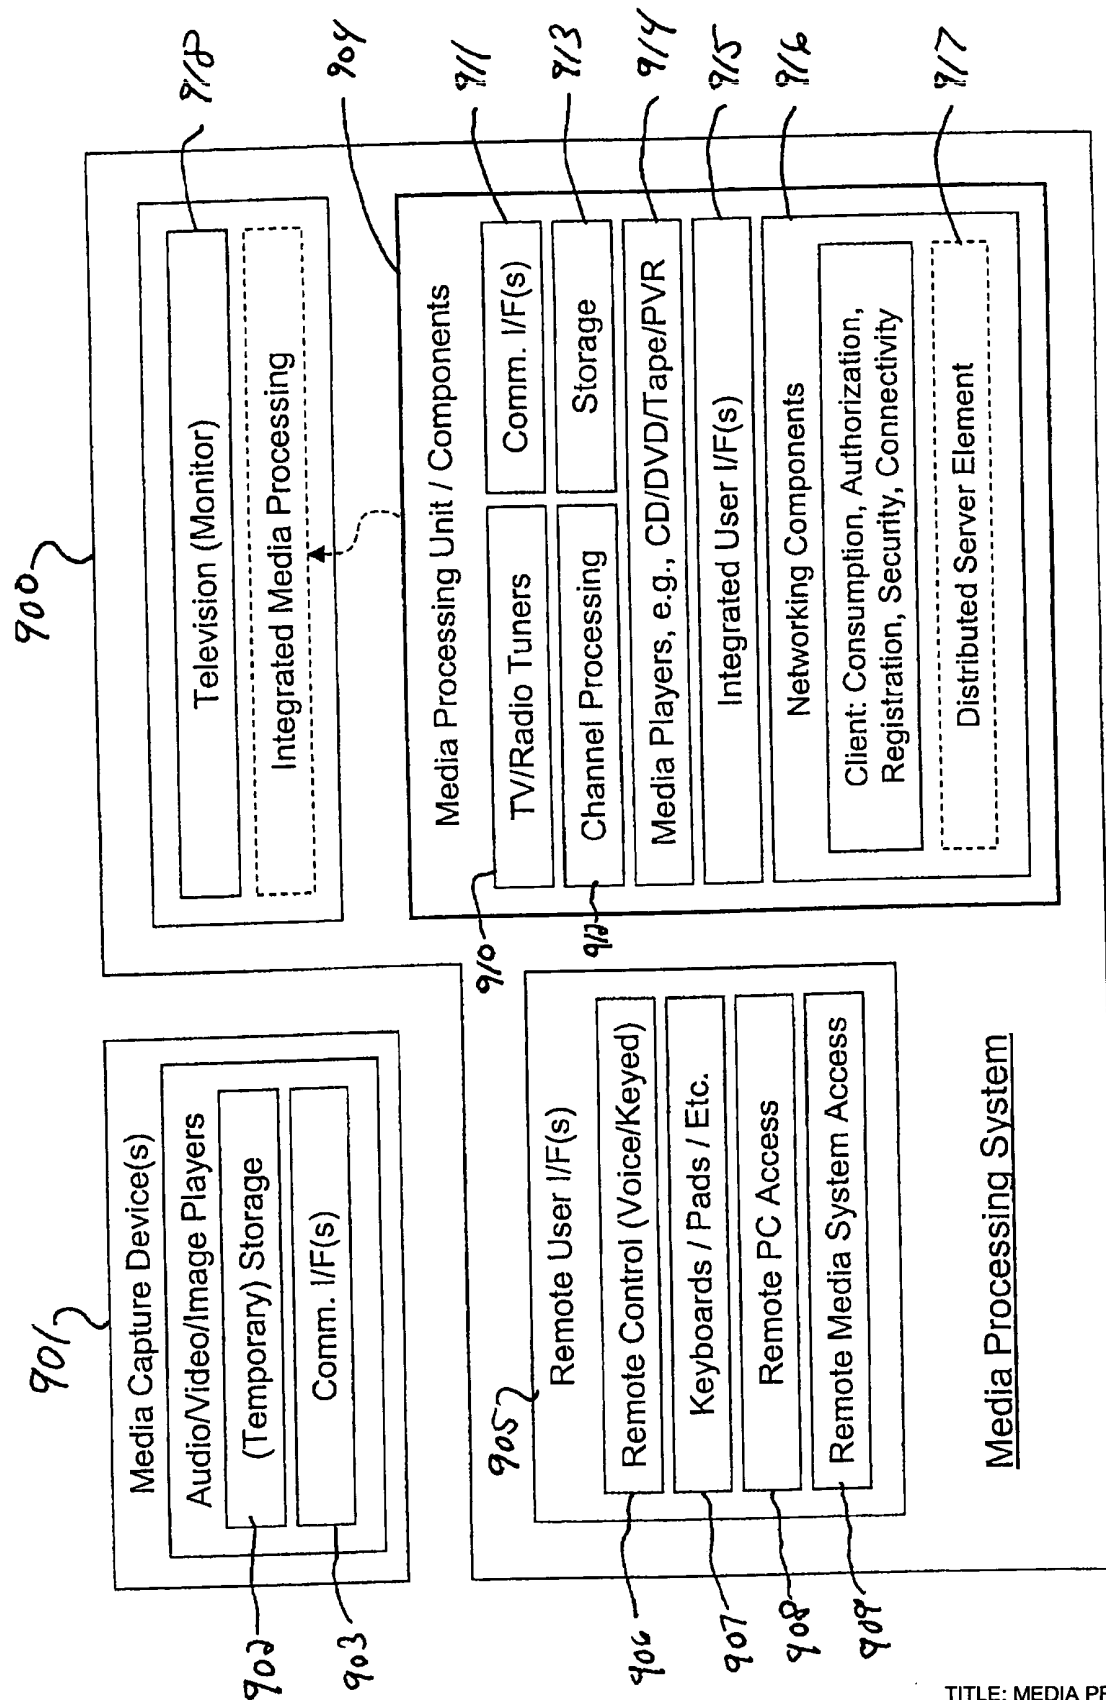 900
901
Media Capture Device(s)
Audio/Video/Image Players
(Temporary) Storage
902
Comm. I/F(s)
903
Television (Monitor)
918
Integrated Media Processing
904
Media Processing Unit / Components
910
TV/Radio Tuners
Comm. I/F(s)
911
912
Channel Processing
Storage
913
Media Players, e.g., CD/DVD/Tape/PVR
914
Integrated User I/F(s)
915
Networking Components
916
Client: Consumption, Authorization,
Registration, Security, Connectivity
Distributed Server Element
917
905
Remote User I/F(s)
Remote Control (Voice/Keyed)
906
Keyboards / Pads / Etc.
907
Remote PC Access
908
Remote Media System Access
909
Media Processing System
TITLE: MEDIA